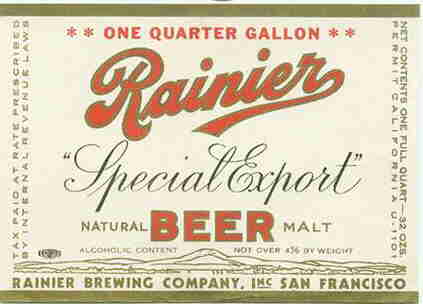 ** ONE QUARTER GALLON **
Rainier
"Special Export"
NATURAL BEER MALT
ALCOHOLIC CONTENT NOT OVER 4% BY WEIGHT
RAINIER BREWING COMPANY, INC SAN FRANCISCO
TAX PAID AT RATE PRESCRIBED
BY INTERNAL REVENUE LAWS
NET CONTENTS ONE FULL QUART—32 OZS.
PERMIT CALIFORNIA U-1101